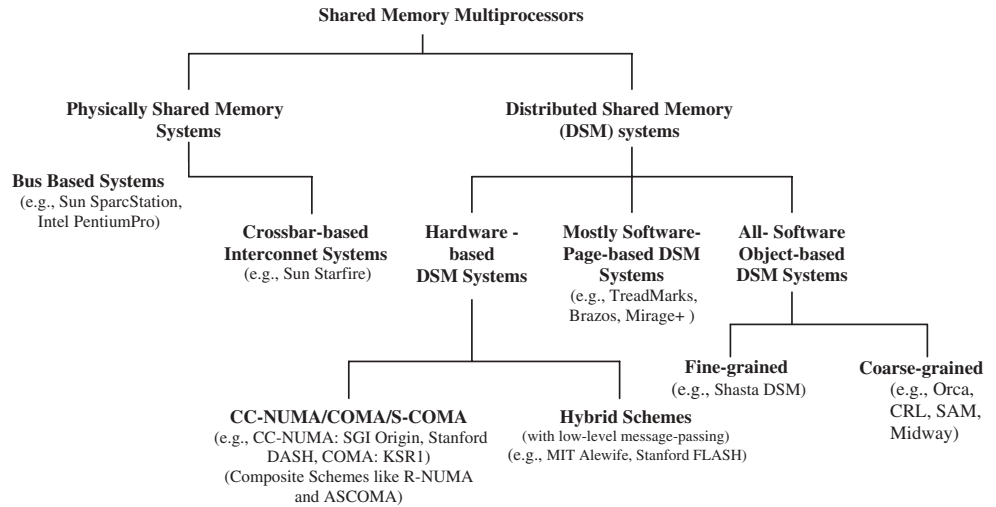 Shared Memory Multiprocessors
Physically Shared Memory
Systems
Distributed Shared Memory
(DSM) systems
Bus Based Systems
(e.g., Sun SparcStation,
Intel PentiumPro)
Crossbar-based
Interconnet Systems
(e.g., Sun Starfire)
Hardware -
based
DSM Systems
Mostly Software-
Page-based DSM
Systems
(e.g., TreadMarks,
Brazos, Mirage+ )
All- Software
Object-based
DSM Systems
Fine-grained
(e.g., Shasta DSM)
Coarse-grained
(e.g., Orca,
CRL, SAM,
Midway)
CC-NUMA/COMA/S-COMA
(e.g., CC-NUMA: SGI Origin, Stanford
DASH, COMA: KSR1)
(Composite Schemes like R-NUMA
and ASCOMA)
Hybrid Schemes
(with low-level message-passing)
(e.g., MIT Alewife, Stanford FLASH)